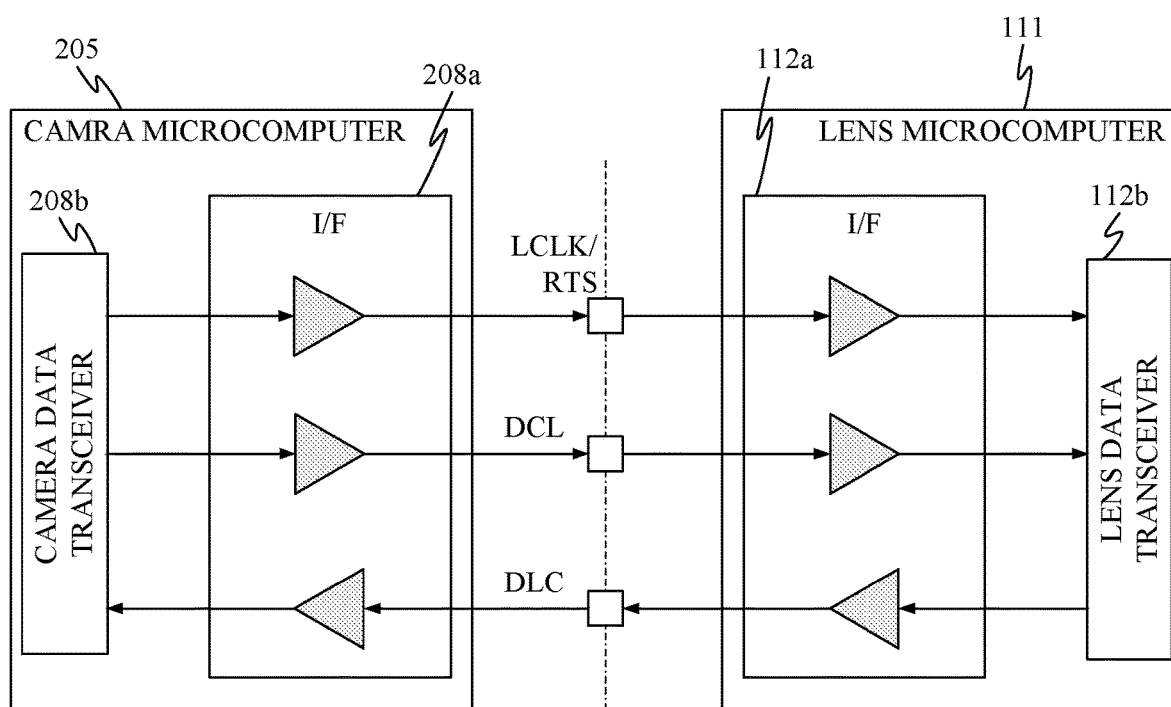 205
208a
112a
111
CAMRA MICROCOMPUTER
LENS MICROCOMPUTER
208b
I/F
LCLK/
RTS
I/F
112b
CAMERA DATA
TRANSCEIVER
DCL
LENS DATA
TRANSCEIVER
DLC